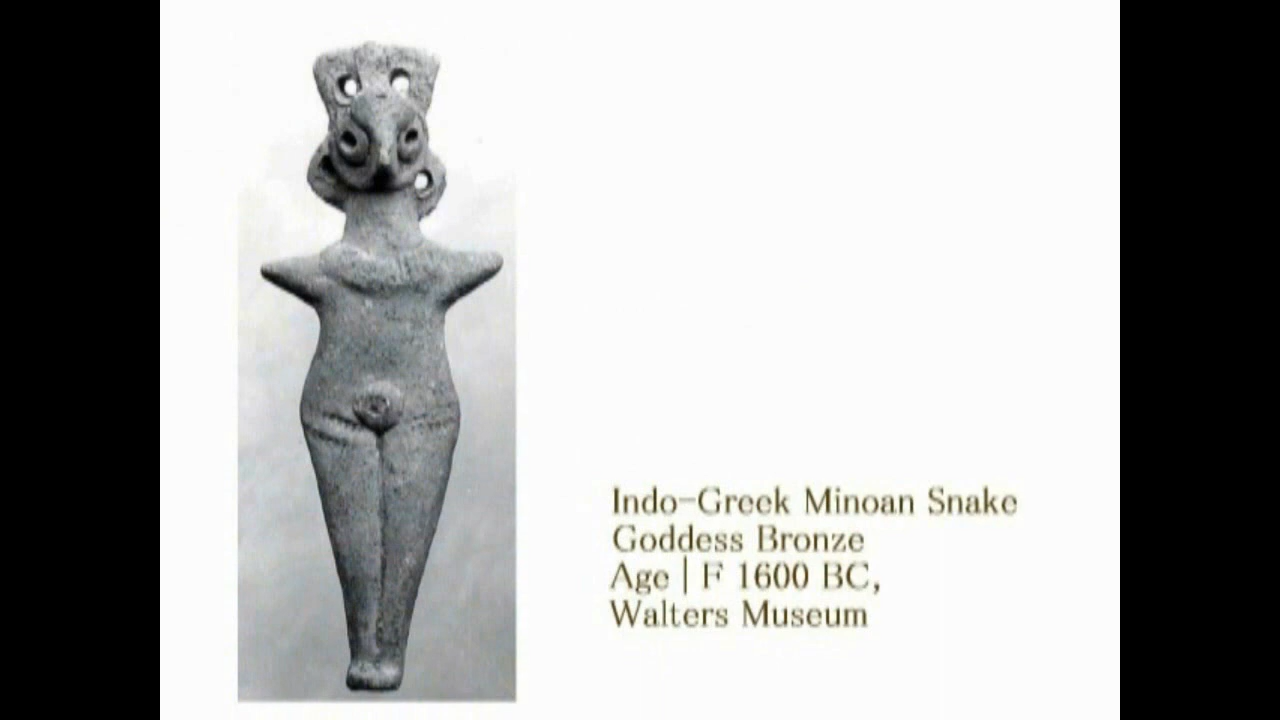 Indo-Greek Minoan Snake
Goddess Bronze
Age | F 1600 BC,
Walters Museum